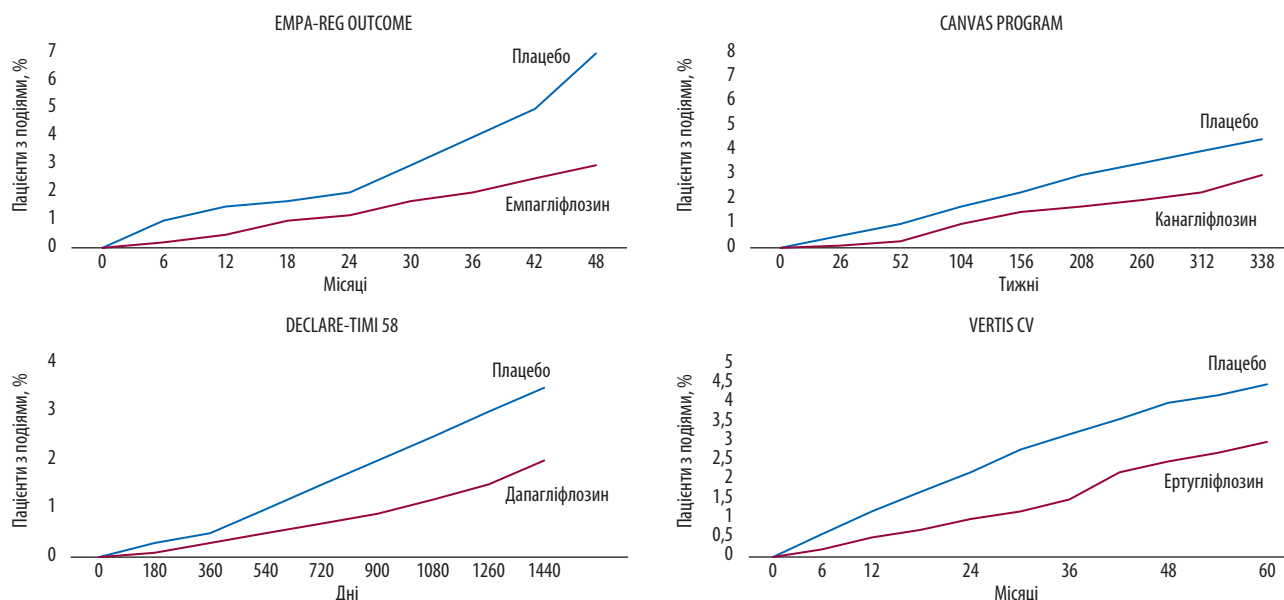 EMPA-REG OUTCOME
Пацієнти з подіями, %
7
6
5
4
3
2
1
0
Плацебо
Емпагліфлозин
0 6 12 18 24 30 36 42 48
Місяці
CANVAS PROGRAM
Пацієнти з подіями, %
8
7
6
5
4
3
2
1
0
Плацебо
Канагліфлозин
0 26 52 104 156 208 260 312 338
Тижні
DECLARE-TIMI 58
Пацієнти з подіями, %
4
3
2
1
0
Плацебо
Дапагліфлозин
0 180 360 540 720 900 1080 1260 1440
Дні
VERTIS CV
Пацієнти з подіями, %
5
4,5
4
3,5
3
2,5
2
1,5
1
0,5
0
Плацебо
Ертугліфлозин
0 6 12 24 36 48 60
Місяці